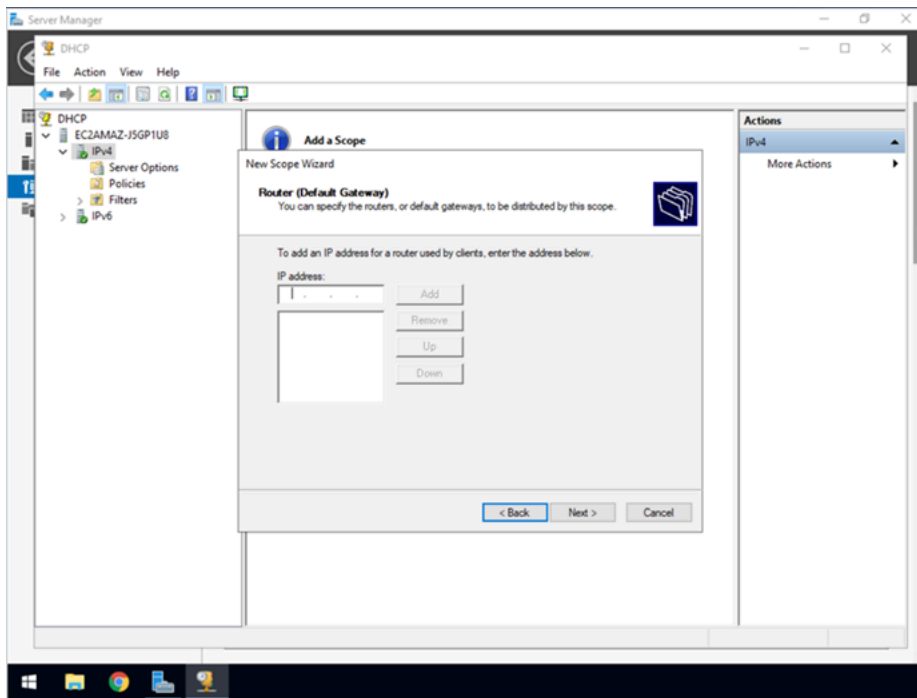 Server Manager
DHCP
File Action View Help
DHCP
EC2AMAZ-J5GP1U8
IPv4
Server Options
Policies
Filters
IPv6
Add a Scope
New Scope Wizard
Router (Default Gateway)
You can specify the routers, or default gateways, to be distributed by this scope.
To add an IP address for a router used by clients, enter the address below.
IP address:
. . .
Add
Remove
Up
Down
< Back Next > Cancel
Actions
IPv4
More Actions